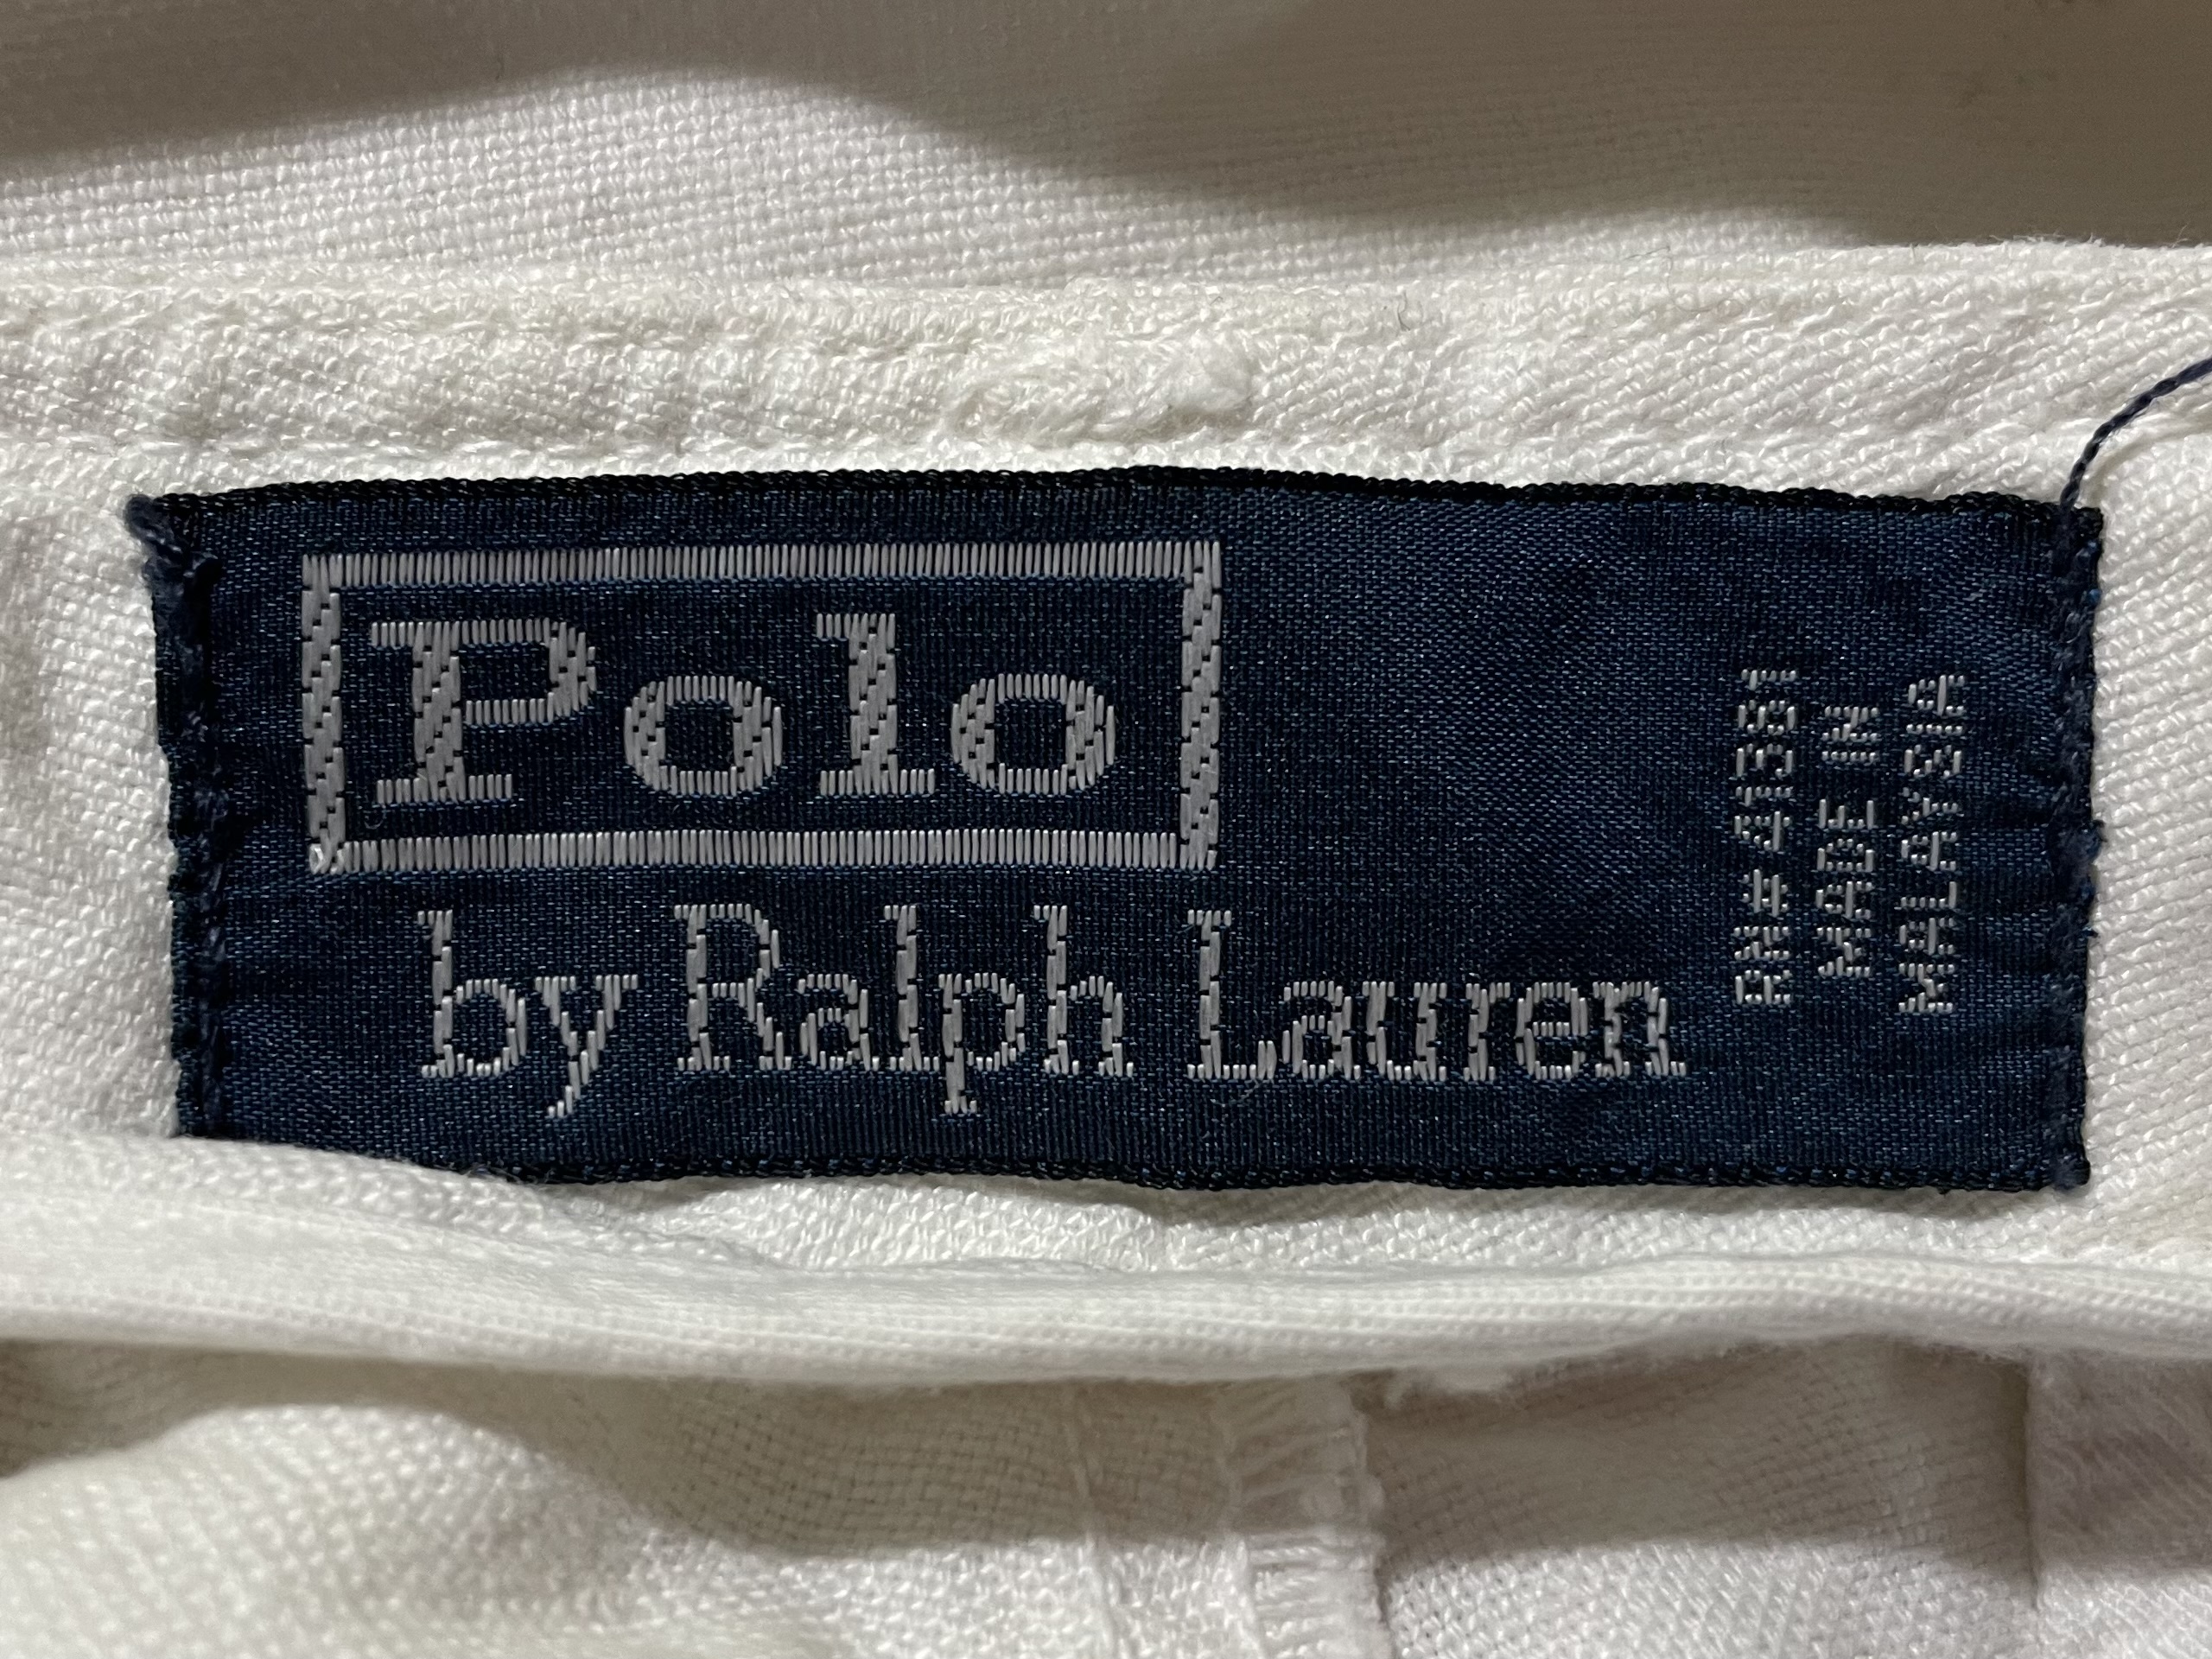 Polo
by Ralph Lauren
RN# 41381
MADE IN
MALAYSIA